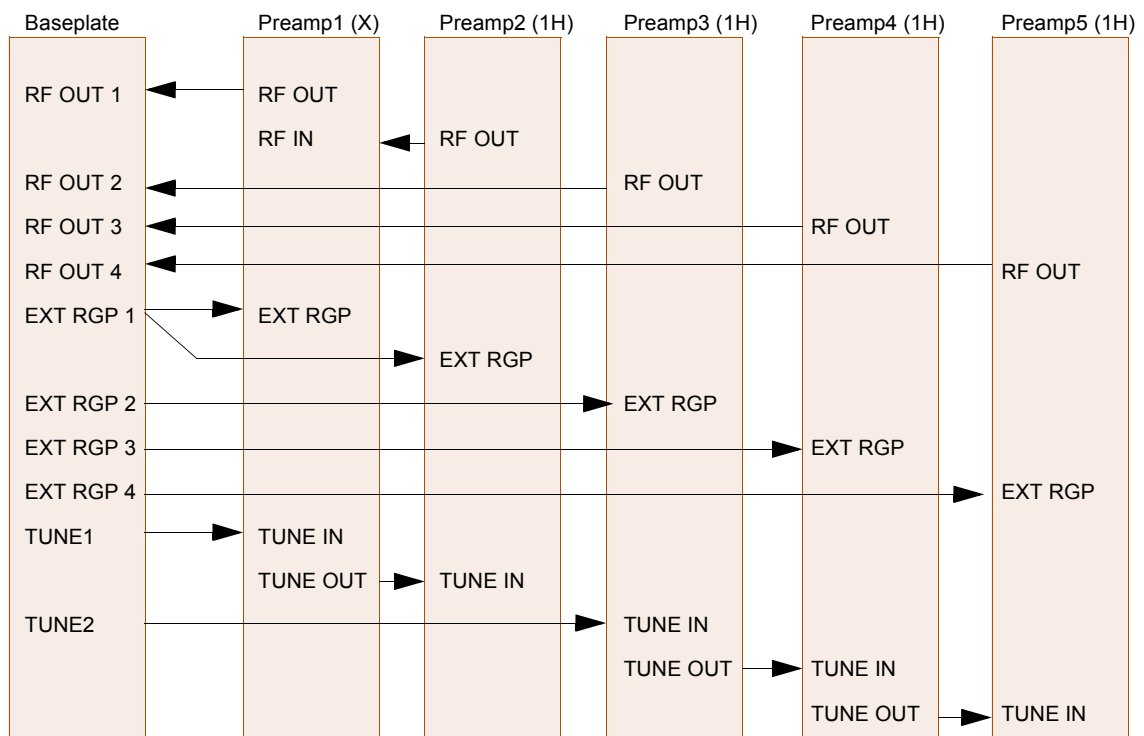 Baseplate Preamp1 (X) Preamp2 (1H) Preamp3 (1H) Preamp4 (1H) Preamp5 (1H)
RF OUT 1 RF OUT
RF IN RF OUT
RF OUT 2 RF OUT
RF OUT 3 RF OUT
RF OUT 4 RF OUT
EXT RGP 1 EXT RGP
EXT RGP
EXT RGP 2 EXT RGP
EXT RGP 3 EXT RGP
EXT RGP 4 EXT RGP
TUNE1 TUNE IN
TUNE OUT TUNE IN
TUNE2 TUNE IN
TUNE OUT TUNE IN
TUNE OUT TUNE IN